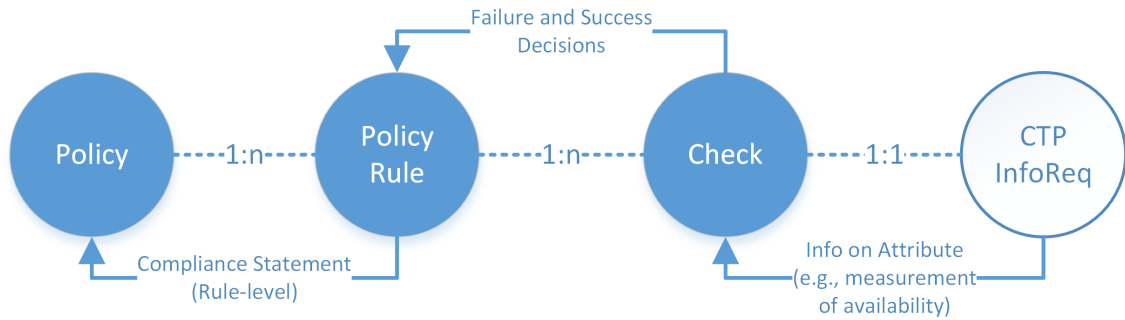 Failure and Success
Decisions
Policy
1:n
Policy
Rule
1:n
Check
1:1
CTP
InfoReq
Compliance Statement
(Rule-level)
Info on Attribute
(e.g., measurement
of availability)